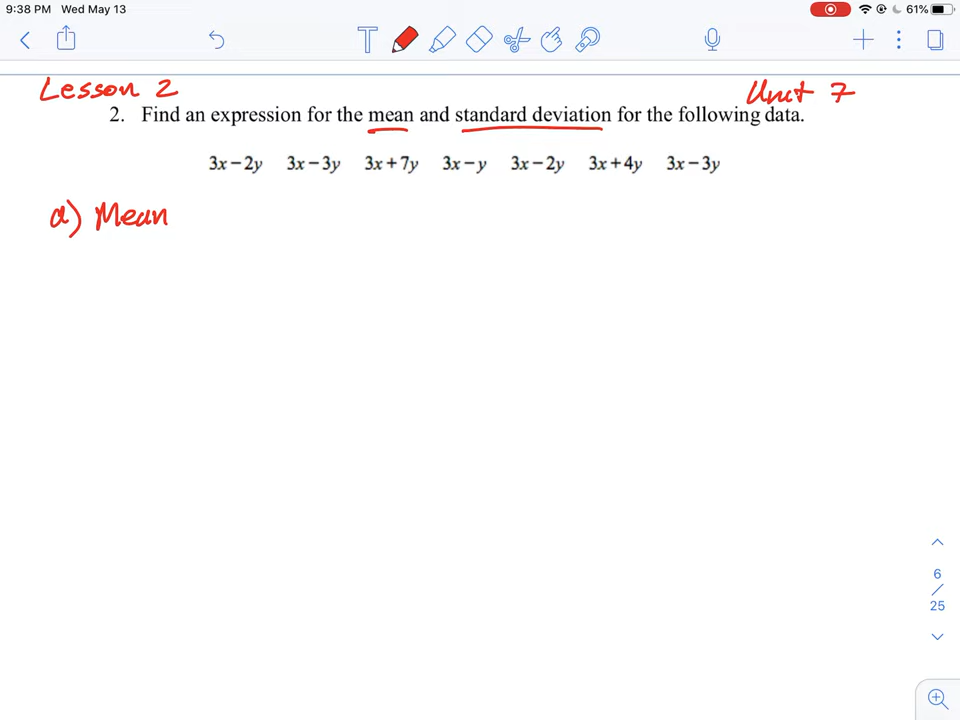 9:38 PM Wed May 13 61%
T
Lesson 2 Unit 7
2. Find an expression for the mean and standard deviation for the following data.
3x − 2y 3x − 3y 3x + 7y 3x − y 3x − 2y 3x + 4y 3x − 3y
a) Mean
6
/
25